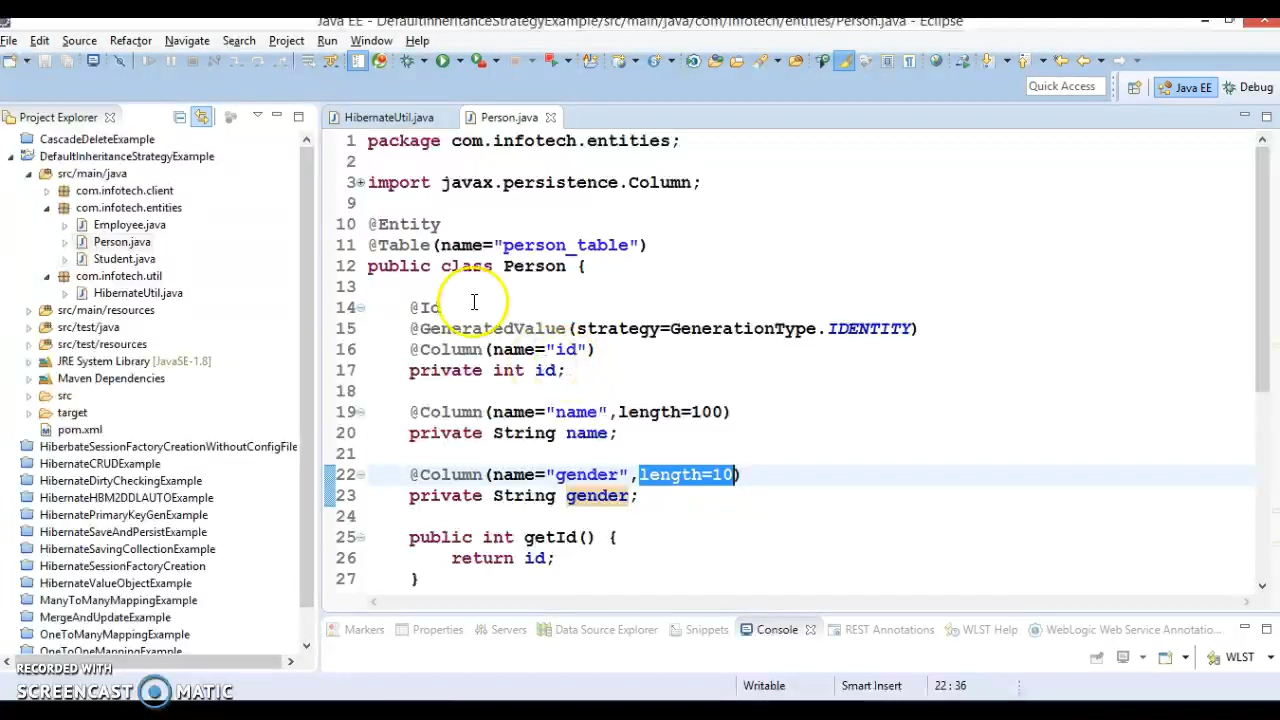 Java EE - DefaultInheritanceStrategyExample/src/main/java/com/infotech/entities/Person.java - Eclipse
File Edit Source Refactor Navigate Search Project Run Window Help
Quick Access
Java EE
Debug
Project Explorer
CascadeDeleteExample
DefaultInheritanceStrategyExample
src/main/java
com.infotech.client
com.infotech.entities
Employee.java
Person.java
Student.java
com.infotech.util
HibernateUtil.java
src/main/resources
src/test/java
src/test/resources
JRE System Library [JavaSE-1.8]
Maven Dependencies
src
target
pom.xml
HiberbateSessionFactoryCreationWithoutConfigFile
HibernateCRUDExample
HibernateDirtyCheckingExample
HibernateHBM2DDLAUTOExample
HibernatePrimaryKeyGenExample
HibernateSaveAndPersistExample
HibernateSavingCollectionExample
HibernateSessionFactoryCreation
HibernateValueObjectExample
ManyToManyMappingExample
MergeAndUpdateExample
OneToManyMappingExample
OneToOneMappingExample
HibernateUtil.java
Person.java
1 package com.infotech.entities;
2
3 import javax.persistence.Column;
9
10 @Entity
11 @Table(name="person_table")
12 public class Person {
13
14 @Id
15 @GeneratedValue(strategy=GenerationType.IDENTITY)
16 @Column(name="id")
17 private int id;
18
19 @Column(name="name",length=100)
20 private String name;
21
22 @Column(name="gender",length=10)
23 private String gender;
24
25 public int getId() {
26 return id;
27 }
Markers Properties Servers Data Source Explorer Snippets Console REST Annotations WLST Help WebLogic Web Service Annotatio...
WLST
Writable
Smart Insert
22 : 36
RECORDED WITH
SCREENCAST MATIC